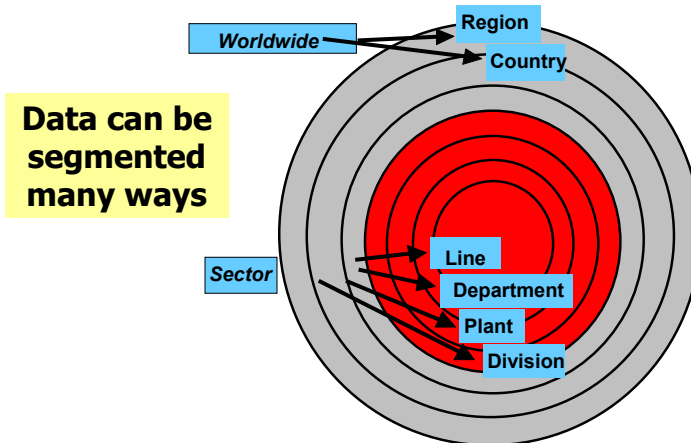 Region
Worldwide
Country
Data can be
segmented
many ways
Line
Sector
Department
Plant
Division